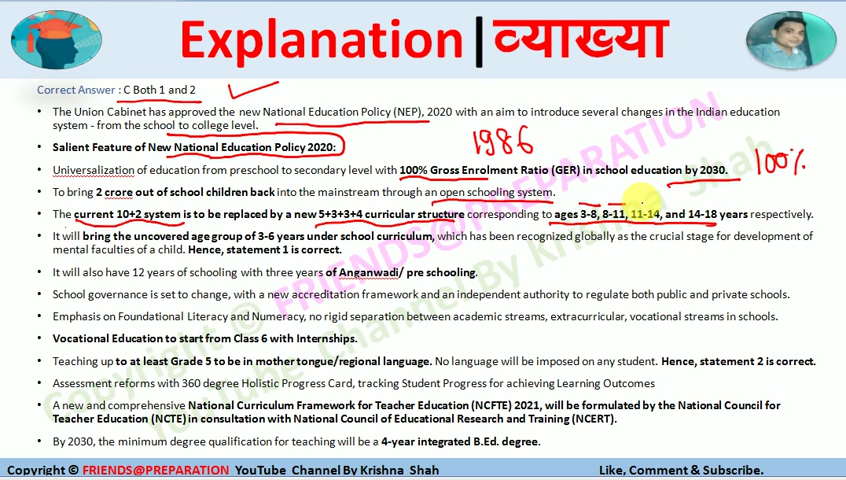 Explanation|व्याख्या
Correct Answer : C Both 1 and 2
The Union Cabinet has approved the new National Education Policy (NEP), 2020 with an aim to introduce several changes in the Indian education
system - from the school to college level.
1986
Salient Feature of New National Education Policy 2020:
Universalization of education from preschool to secondary level with 100% Gross Enrolment Ratio (GER) in school education by 2030.
100%
To bring 2 crore out of school children back into the mainstream through an open schooling system.
The current 10+2 system is to be replaced by a new 5+3+3+4 curricular structure corresponding to ages 3-8, 8-11, 11-14, and 14-18 years respectively.
It will bring the uncovered age group of 3-6 years under school curriculum, which has been recognized globally as the crucial stage for development of
mental faculties of a child. Hence, statement 1 is correct.
It will also have 12 years of schooling with three years of Anganwadi/ pre schooling.
School governance is set to change, with a new accreditation framework and an independent authority to regulate both public and private schools.
Emphasis on Foundational Literacy and Numeracy, no rigid separation between academic streams, extracurricular, vocational streams in schools.
Vocational Education to start from Class 6 with Internships.
Teaching up to at least Grade 5 to be in mother tongue/regional language. No language will be imposed on any student. Hence, statement 2 is correct.
Assessment reforms with 360 degree Holistic Progress Card, tracking Student Progress for achieving Learning Outcomes
A new and comprehensive National Curriculum Framework for Teacher Education (NCFTE) 2021, will be formulated by the National Council for
Teacher Education (NCTE) in consultation with National Council of Educational Research and Training (NCERT).
By 2030, the minimum degree qualification for teaching will be a 4-year integrated B.Ed. degree.
Copyright © FRIENDS@PREPARATION
YouTube Channel By Krishna Shah
Copyright © FRIENDS@PREPARATION YouTube Channel By Krishna Shah Like, Comment & Subscribe.